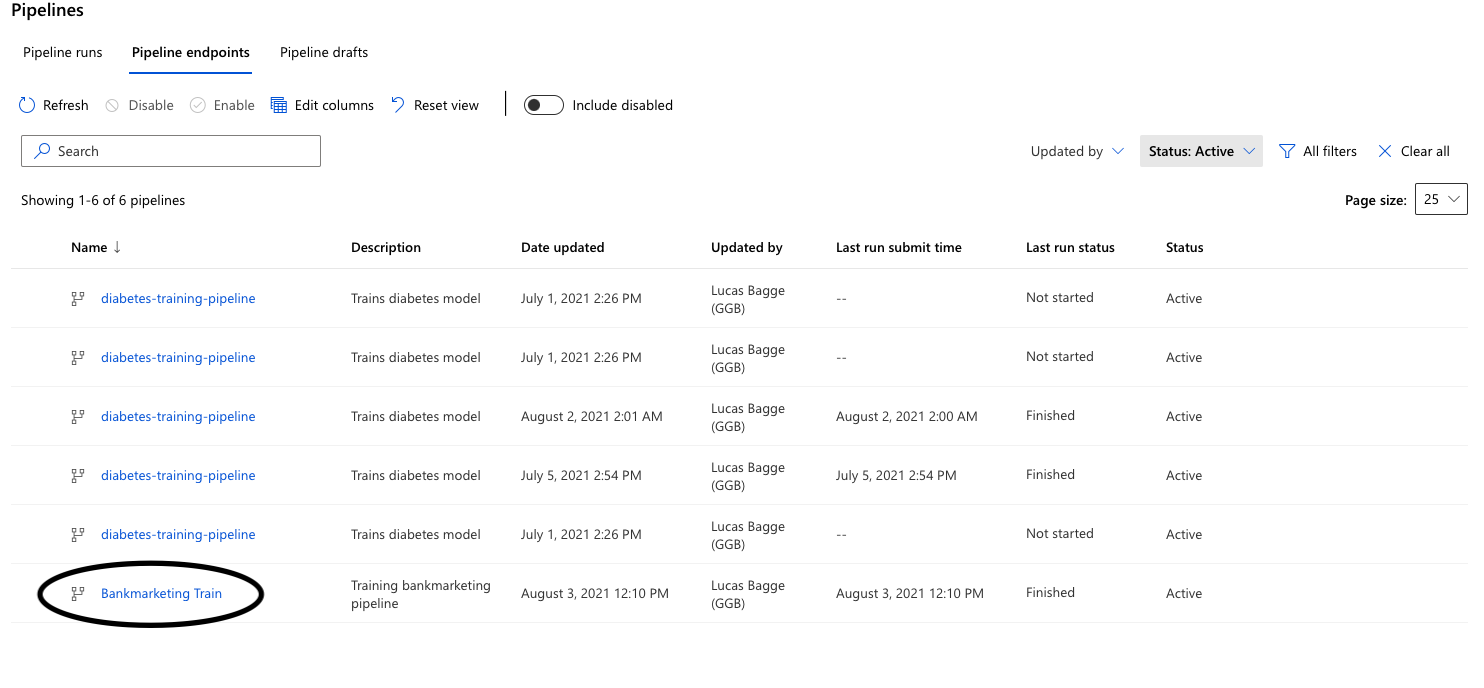 Pipelines
Pipeline runs Pipeline endpoints Pipeline drafts
Refresh Disable Enable Edit columns Reset view Include disabled
Search Updated by Status: Active All filters Clear all
Showing 1-6 of 6 pipelines Page size: 25
Name ↓ Description Date updated Updated by Last run submit time Last run status Status
diabetes-training-pipeline Trains diabetes model July 1, 2021 2:26 PM Lucas Bagge -- Not started Active
(GGB)
diabetes-training-pipeline Trains diabetes model July 1, 2021 2:26 PM Lucas Bagge -- Not started Active
(GGB)
diabetes-training-pipeline Trains diabetes model August 2, 2021 2:01 AM Lucas Bagge August 2, 2021 2:00 AM Finished Active
(GGB)
diabetes-training-pipeline Trains diabetes model July 5, 2021 2:54 PM Lucas Bagge July 5, 2021 2:54 PM Finished Active
(GGB)
diabetes-training-pipeline Trains diabetes model July 1, 2021 2:26 PM Lucas Bagge -- Not started Active
(GGB)
Bankmarketing Train Training bankmarketing August 3, 2021 12:10 PM Lucas Bagge August 3, 2021 12:10 PM Finished Active
pipeline (GGB)